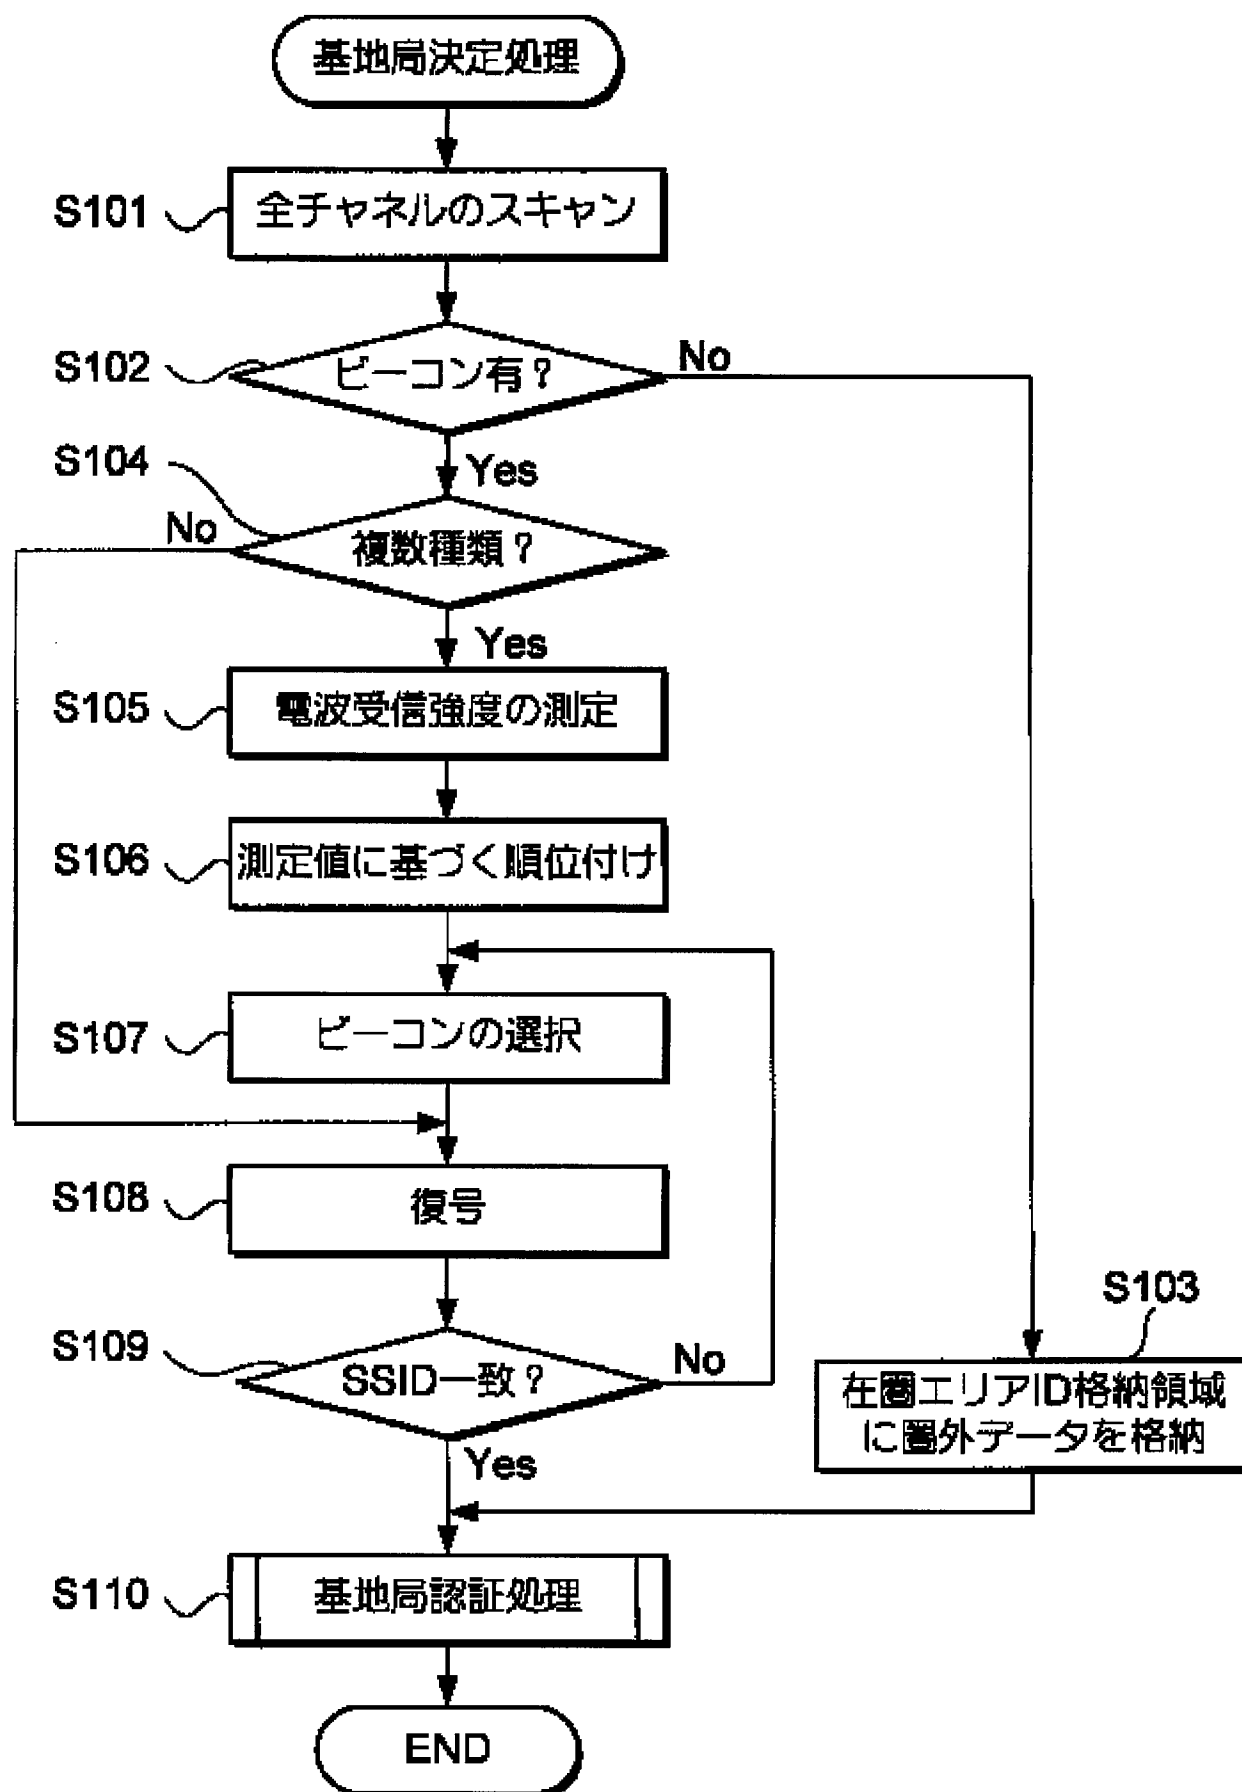 基地局決定処理
S101
全チャネルのスキャン
S102
ビーコン有？
No
Yes
S104
No
複数種類？
Yes
S105
電波受信強度の測定
S106
測定値に基づく順位付け
S107
ビーコンの選択
S108
復号
S109
SSID一致？
No
Yes
S103
在圏エリアID格納領域
に圏外データを格納
S110
基地局認証処理
END